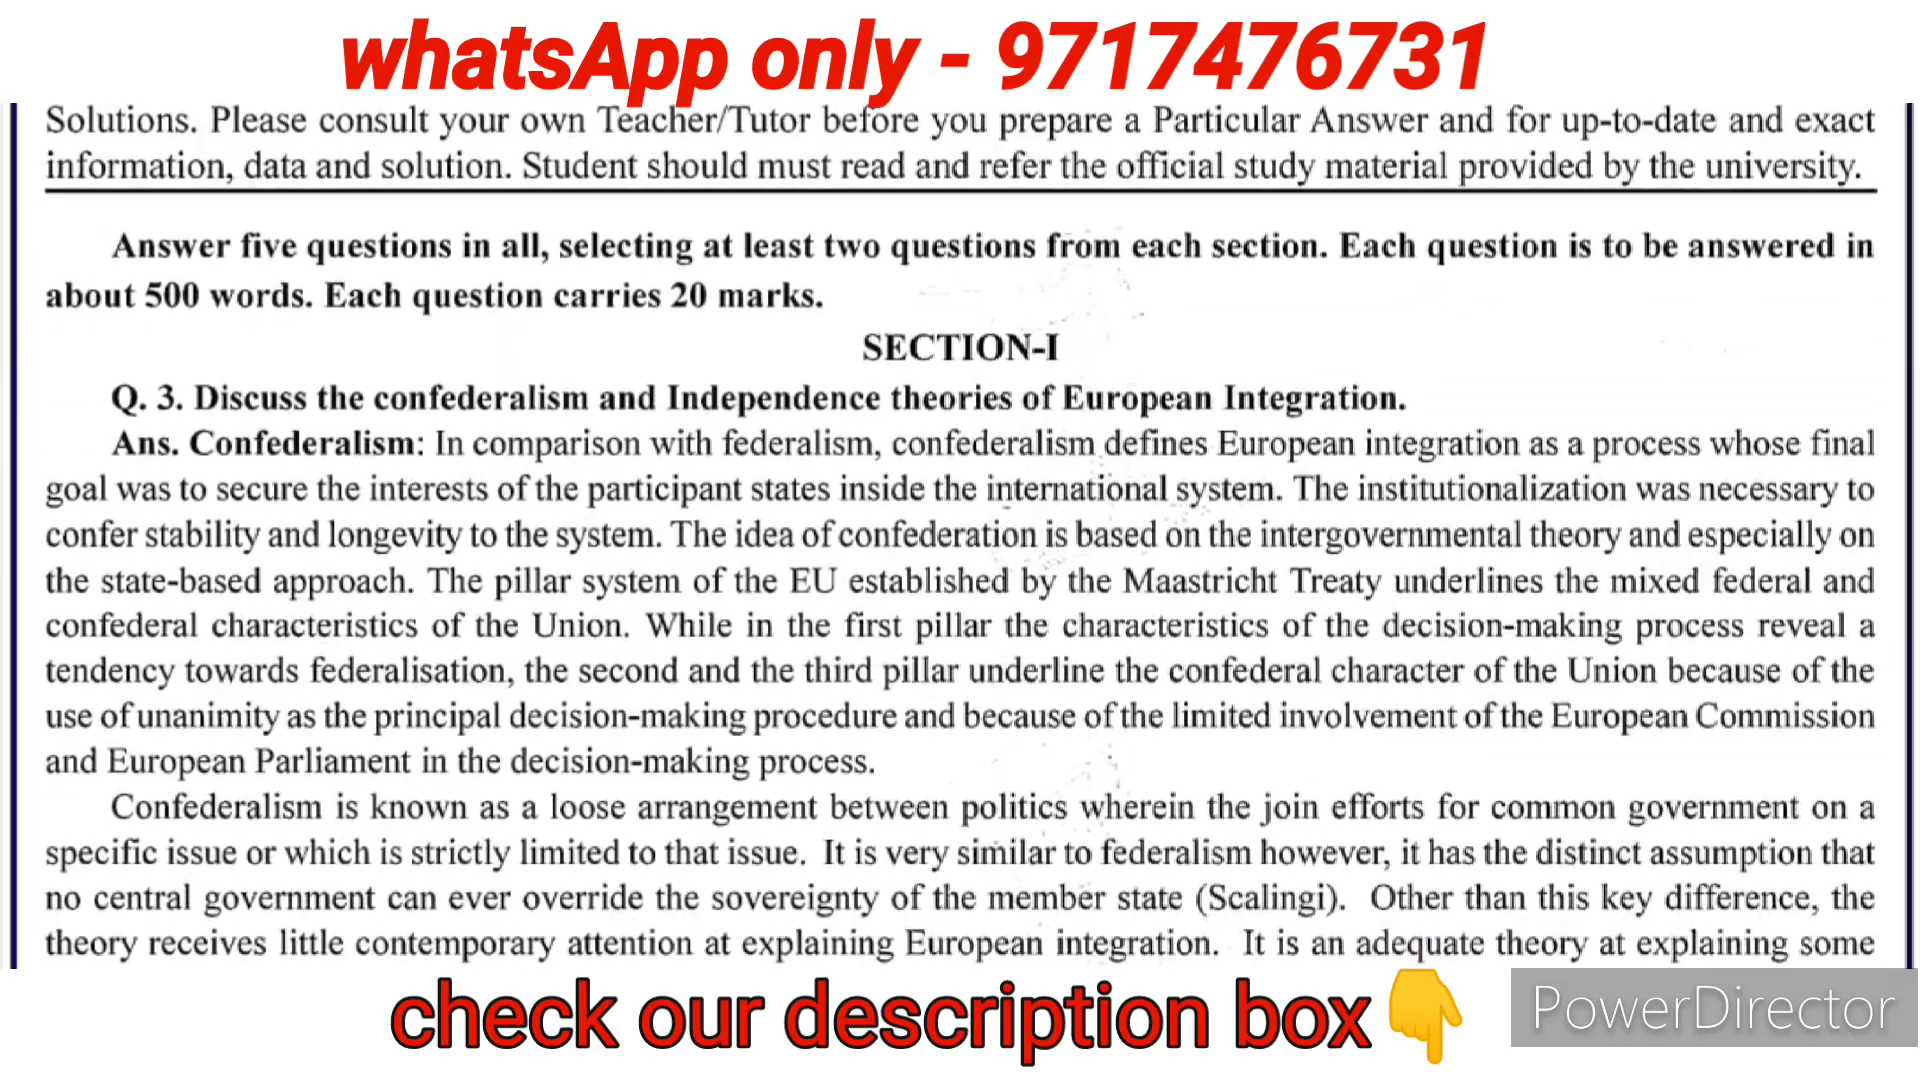 whatsApp only - 9717476731
Solutions. Please consult your own Teacher/Tutor before you prepare a Particular Answer and for up-to-date and exact
information, data and solution. Student should must read and refer the official study material provided by the university.
Answer five questions in all, selecting at least two questions from each section. Each question is to be answered in
about 500 words. Each question carries 20 marks.
SECTION-I
Q. 3. Discuss the confederalism and Independence theories of European Integration.
Ans. Confederalism: In comparison with federalism, confederalism defines European integration as a process whose final
goal was to secure the interests of the participant states inside the international system. The institutionalization was necessary to
confer stability and longevity to the system. The idea of confederation is based on the intergovernmental theory and especially on
the state-based approach. The pillar system of the EU established by the Maastricht Treaty underlines the mixed federal and
confederal characteristics of the Union. While in the first pillar the characteristics of the decision-making process reveal a
tendency towards federalisation, the second and the third pillar underline the confederal character of the Union because of the
use of unanimity as the principal decision-making procedure and because of the limited involvement of the European Commission
and European Parliament in the decision-making process.
Confederalism is known as a loose arrangement between politics wherein the join efforts for common government on a
specific issue or which is strictly limited to that issue. It is very similar to federalism however, it has the distinct assumption that
no central government can ever override the sovereignty of the member state (Scalingi). Other than this key difference, the
theory receives little contemporary attention at explaining European integration. It is an adequate theory at explaining some
check our description box👇
PowerDirector